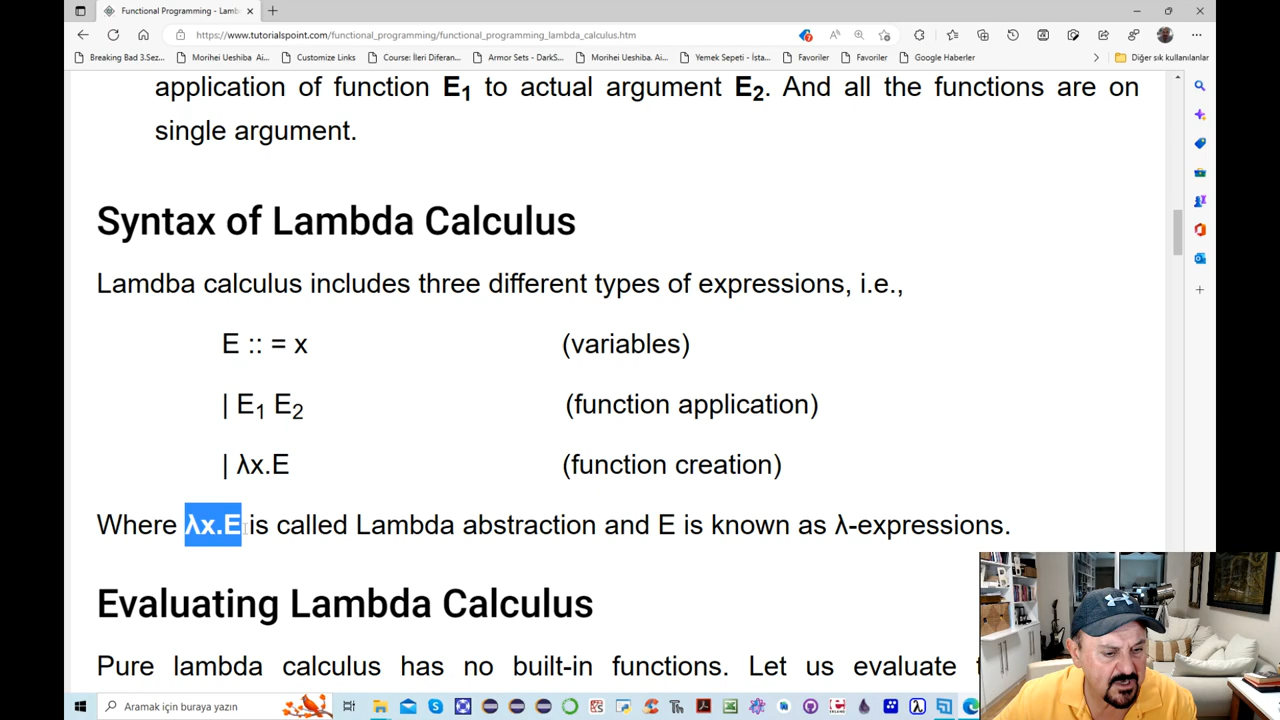 Functional Programming - Lamb
https://www.tutorialspoint.com/functional_programming/functional_programming_lambda_calculus.htm
Breaking Bad 3.Sez... Morihei Ueshiba Ai... Customize Links Course: İleri Diferan... Armor Sets - DarkS... Morihei Ueshiba Ai... Yemek Sepeti - İsta... Favoriler Favoriler Google Haberler Diğer sık kullanılanlar
application of function E₁ to actual argument E₂. And all the functions are on
single argument.
Syntax of Lambda Calculus
Lamdba calculus includes three different types of expressions, i.e.,
E :: = x (variables)
| E₁ E₂ (function application)
| λx.E (function creation)
Where λx.E is called Lambda abstraction and E is known as λ-expressions.
Evaluating Lambda Calculus
Pure lambda calculus has no built-in functions. Let us evaluate
Aramak için buraya yazın